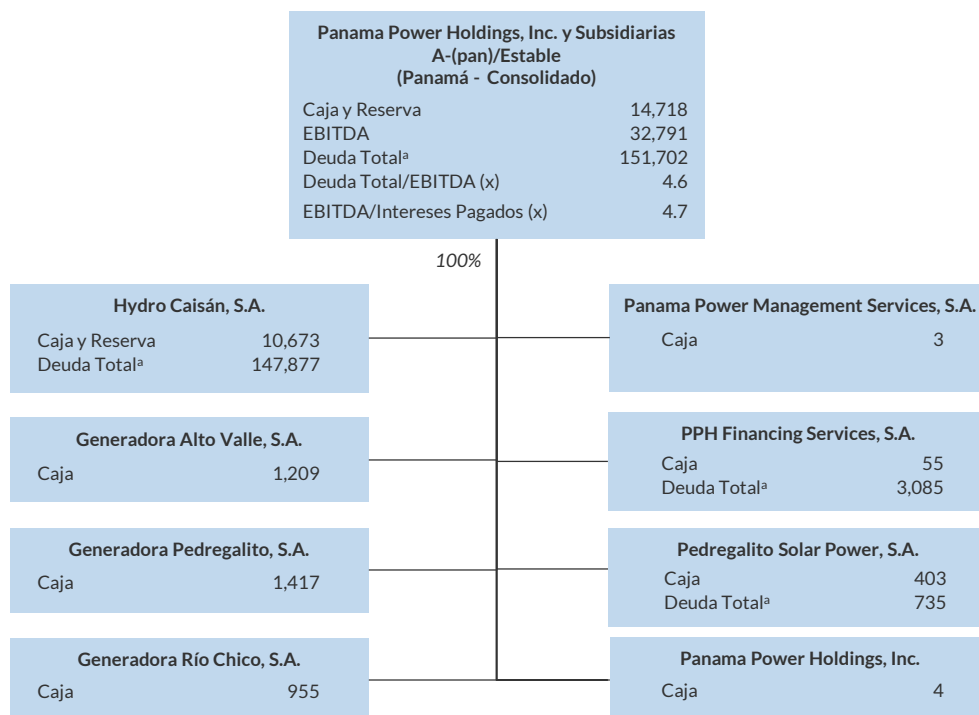 Panama Power Holdings, Inc. y Subsidiarias
A-(pan)/Estable
(Panamá - Consolidado)
Caja y Reserva 14,718
EBITDA 32,791
Deuda Totalᵃ 151,702
Deuda Total/EBITDA (x) 4.6
EBITDA/Intereses Pagados (x) 4.7
100%
Hydro Caisán, S.A.
Caja y Reserva 10,673
Deuda Totalᵃ 147,877
Panama Power Management Services, S.A.
Caja 3
Generadora Alto Valle, S.A.
Caja 1,209
PPH Financing Services, S.A.
Caja 55
Deuda Totalᵃ 3,085
Generadora Pedregalito, S.A.
Caja 1,417
Pedregalito Solar Power, S.A.
Caja 403
Deuda Totalᵃ 735
Generadora Río Chico, S.A.
Caja 955
Panama Power Holdings, Inc.
Caja 4